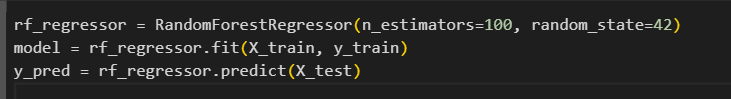 rf_regressor = RandomForestRegressor(n_estimators=100, random_state=42)
model = rf_regressor.fit(X_train, y_train)
y_pred = rf_regressor.predict(X_test)